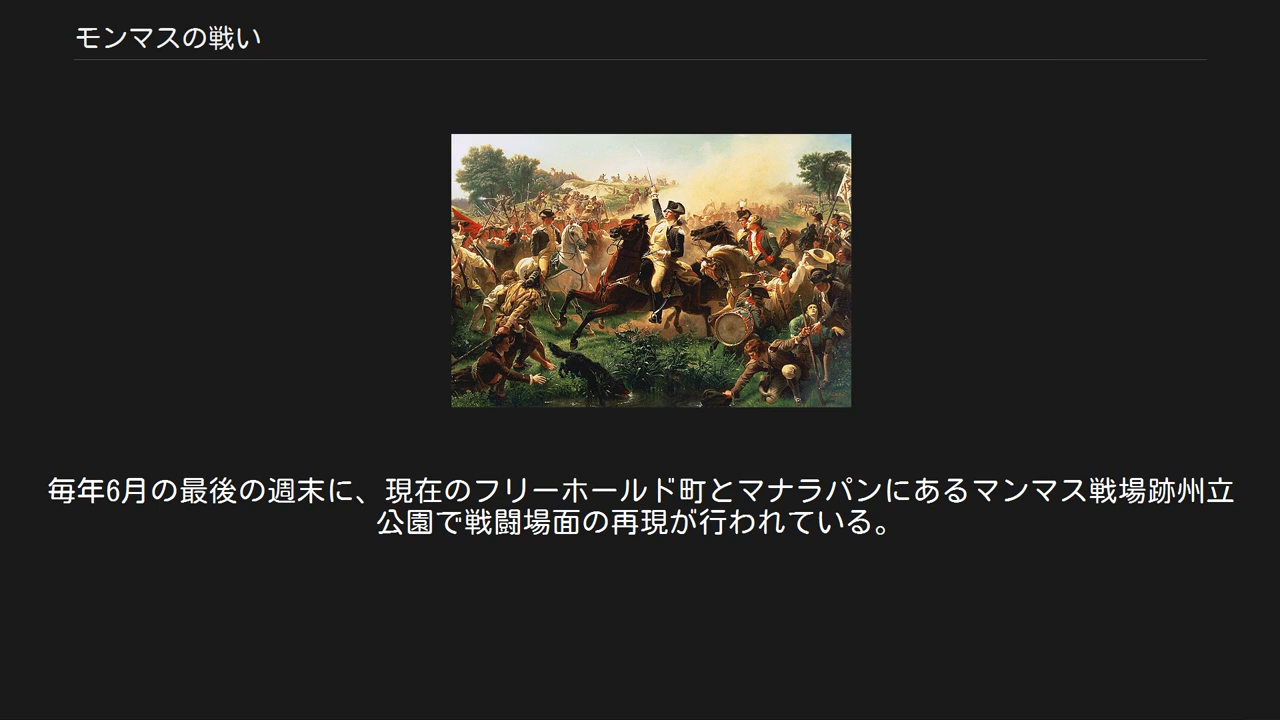 モンマスの戦い
毎年6月の最後の週末に、現在のフリーホールド町とマナラパンにあるマンマス戦場跡州立
公園で戦闘場面の再現が行われている。